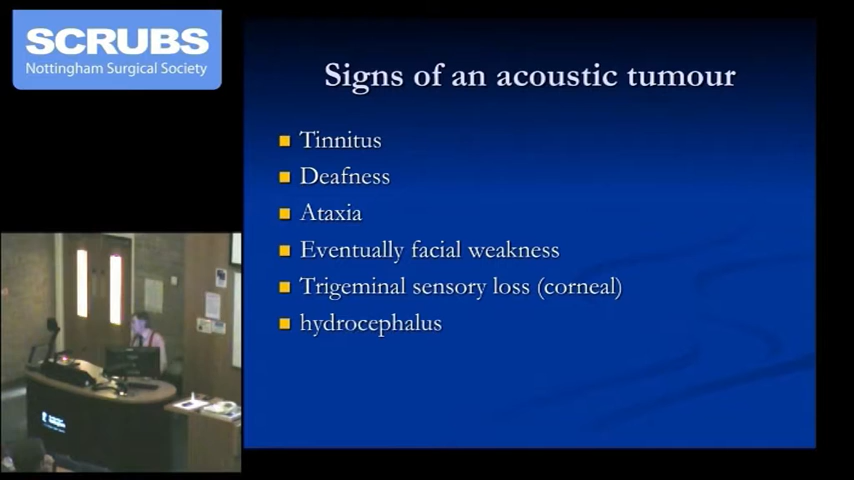 SCRUBS
Nottingham Surgical Society
Signs of an acoustic tumour
Tinnitus
Deafness
Ataxia
Eventually facial weakness
Trigeminal sensory loss (corneal)
hydrocephalus